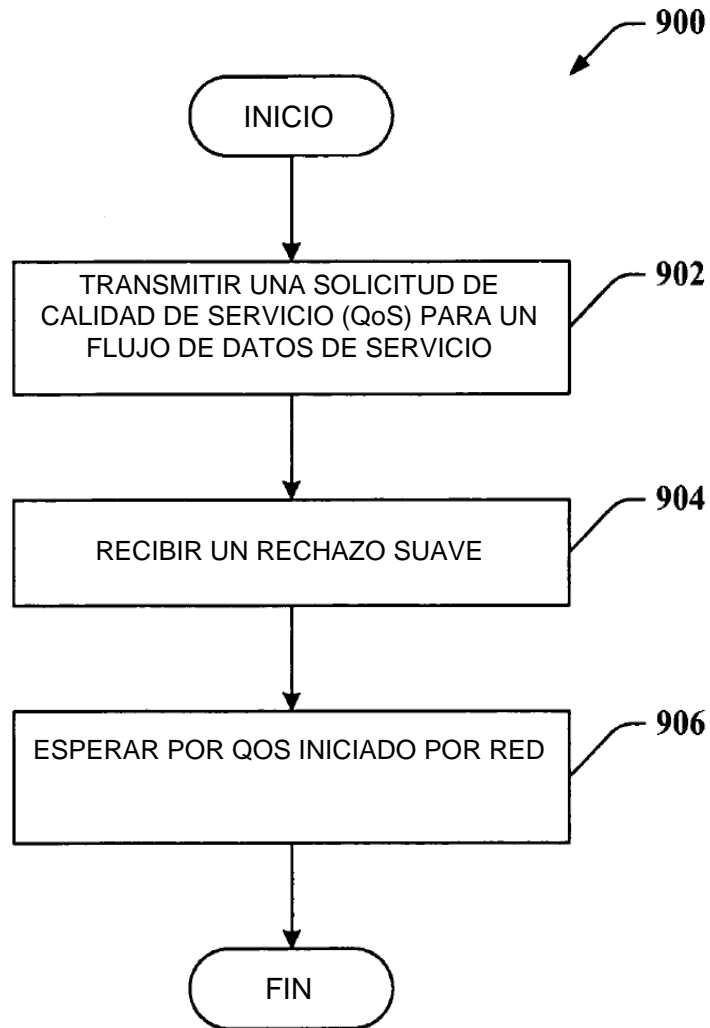 900
INICIO
902
TRANSMITIR UNA SOLICITUD DE
CALIDAD DE SERVICIO (QoS) PARA UN
FLUJO DE DATOS DE SERVICIO
904
RECIBIR UN RECHAZO SUAVE
906
ESPERAR POR QOS INICIADO POR RED
FIN